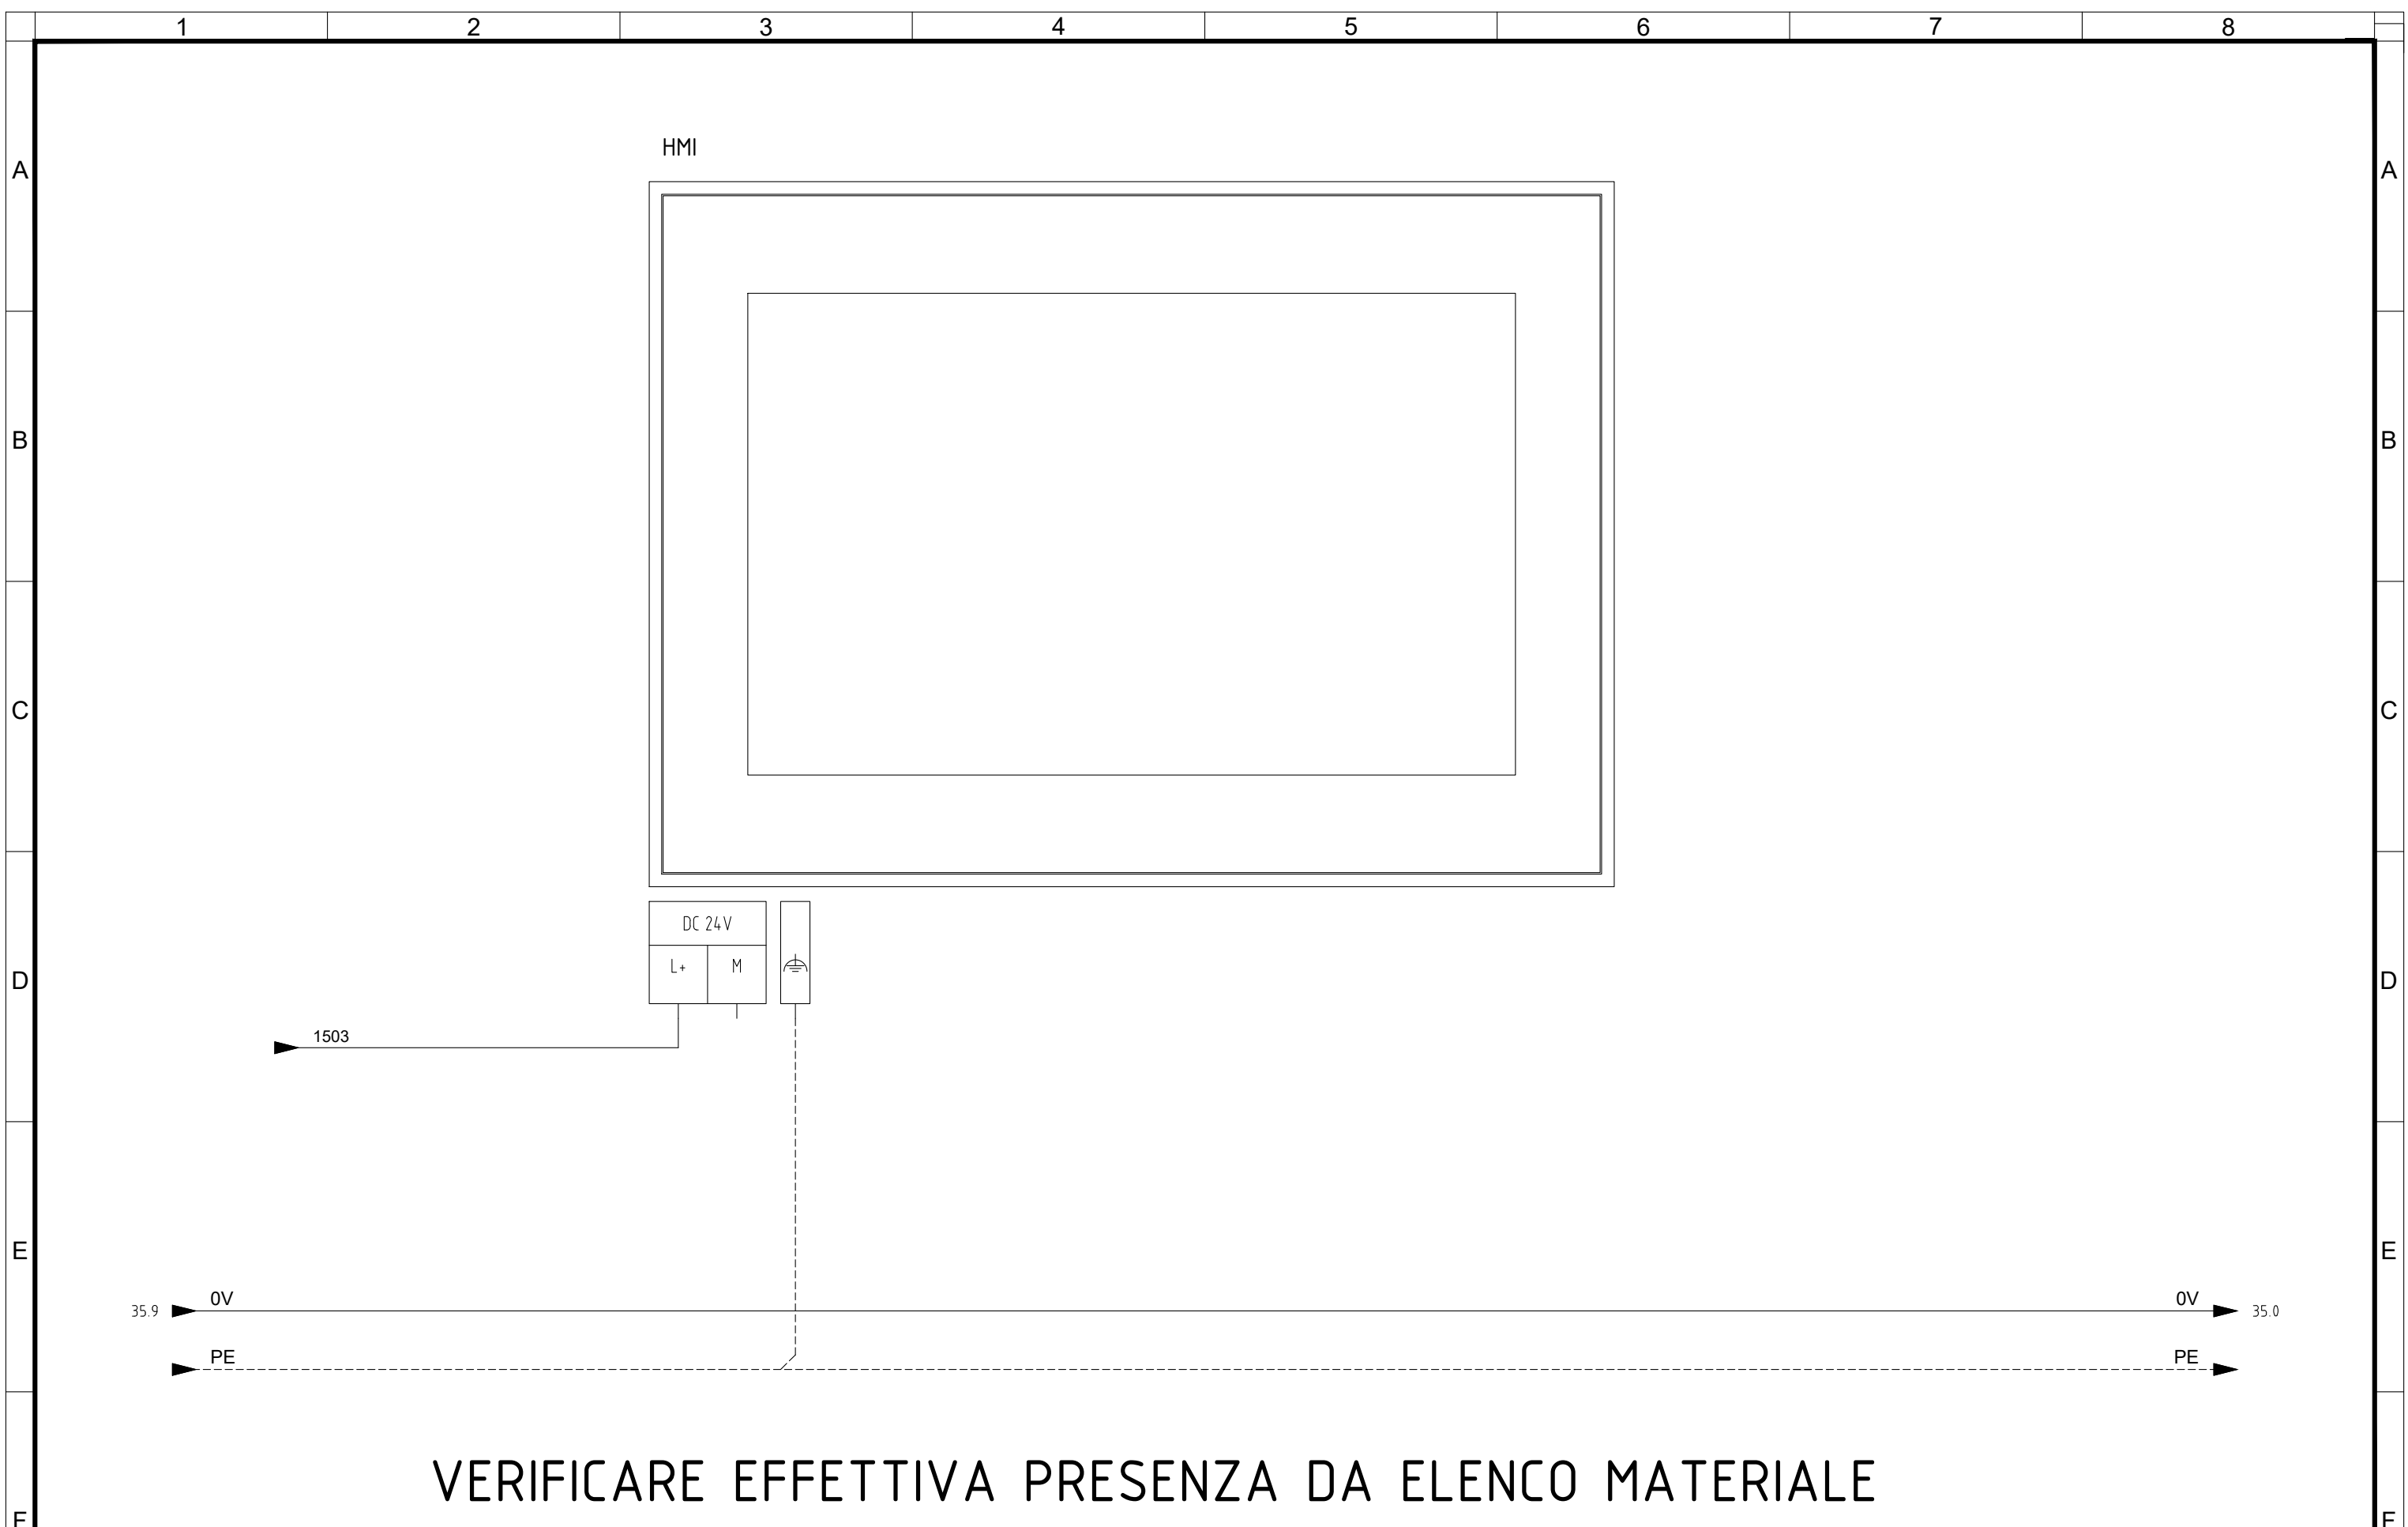 1 2 3 4 5 6 7 8
HMI
A A
B B
C C
DC 24V
L+ M
D D
1503
E E
0V 0V
35.9 35.0
PE PE
VERIFICARE EFFETTIVA PRESENZA DA ELENCO MATERIALE
F F